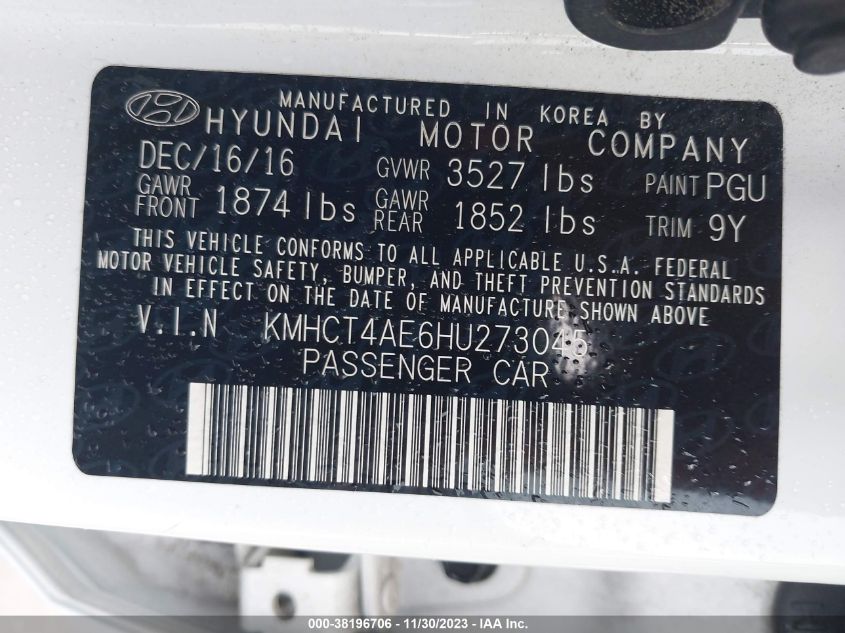 MANUFACTURED IN KOREA BY
HYUNDAI MOTOR COMPANY
DEC/16/16 GVWR 3527 lbs PAINT PGU
GAWR FRONT 1874 lbs GAWR REAR 1852 lbs TRIM 9Y
THIS VEHICLE CONFORMS TO ALL APPLICABLE U.S.A. FEDERAL
MOTOR VEHICLE SAFETY, BUMPER, AND THEFT PREVENTION STANDARDS
IN EFFECT ON THE DATE OF MANUFACTURE SHOWN ABOVE
V.I.N KMHCT4AE6HU273045
PASSENGER CAR
000-38196706 - 11/30/2023 - IAA Inc.